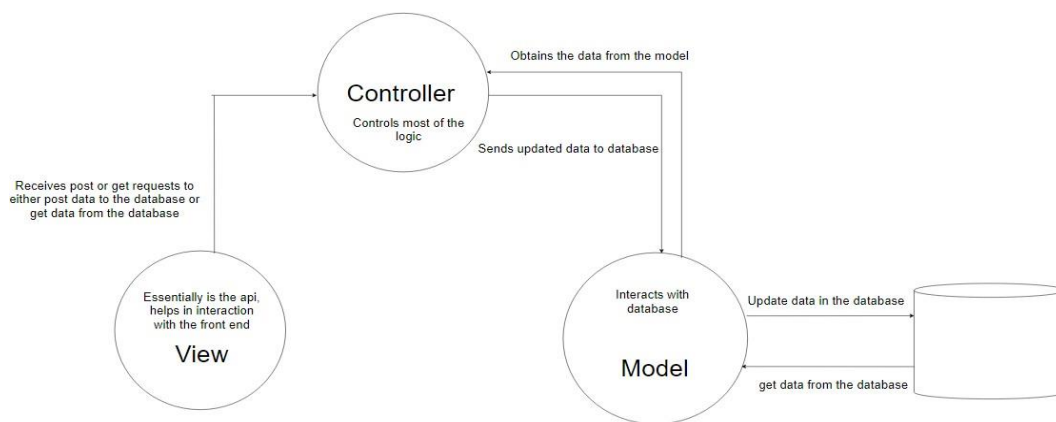 Obtains the data from the model
Controller
Controls most of the
logic
Sends updated data to database
Receives post or get requests to
either post data to the database or
get data from the database
Essentially is the api,
helps in interaction
with the front end
View
Interacts with
database
Model
Update data in the database
get data from the database